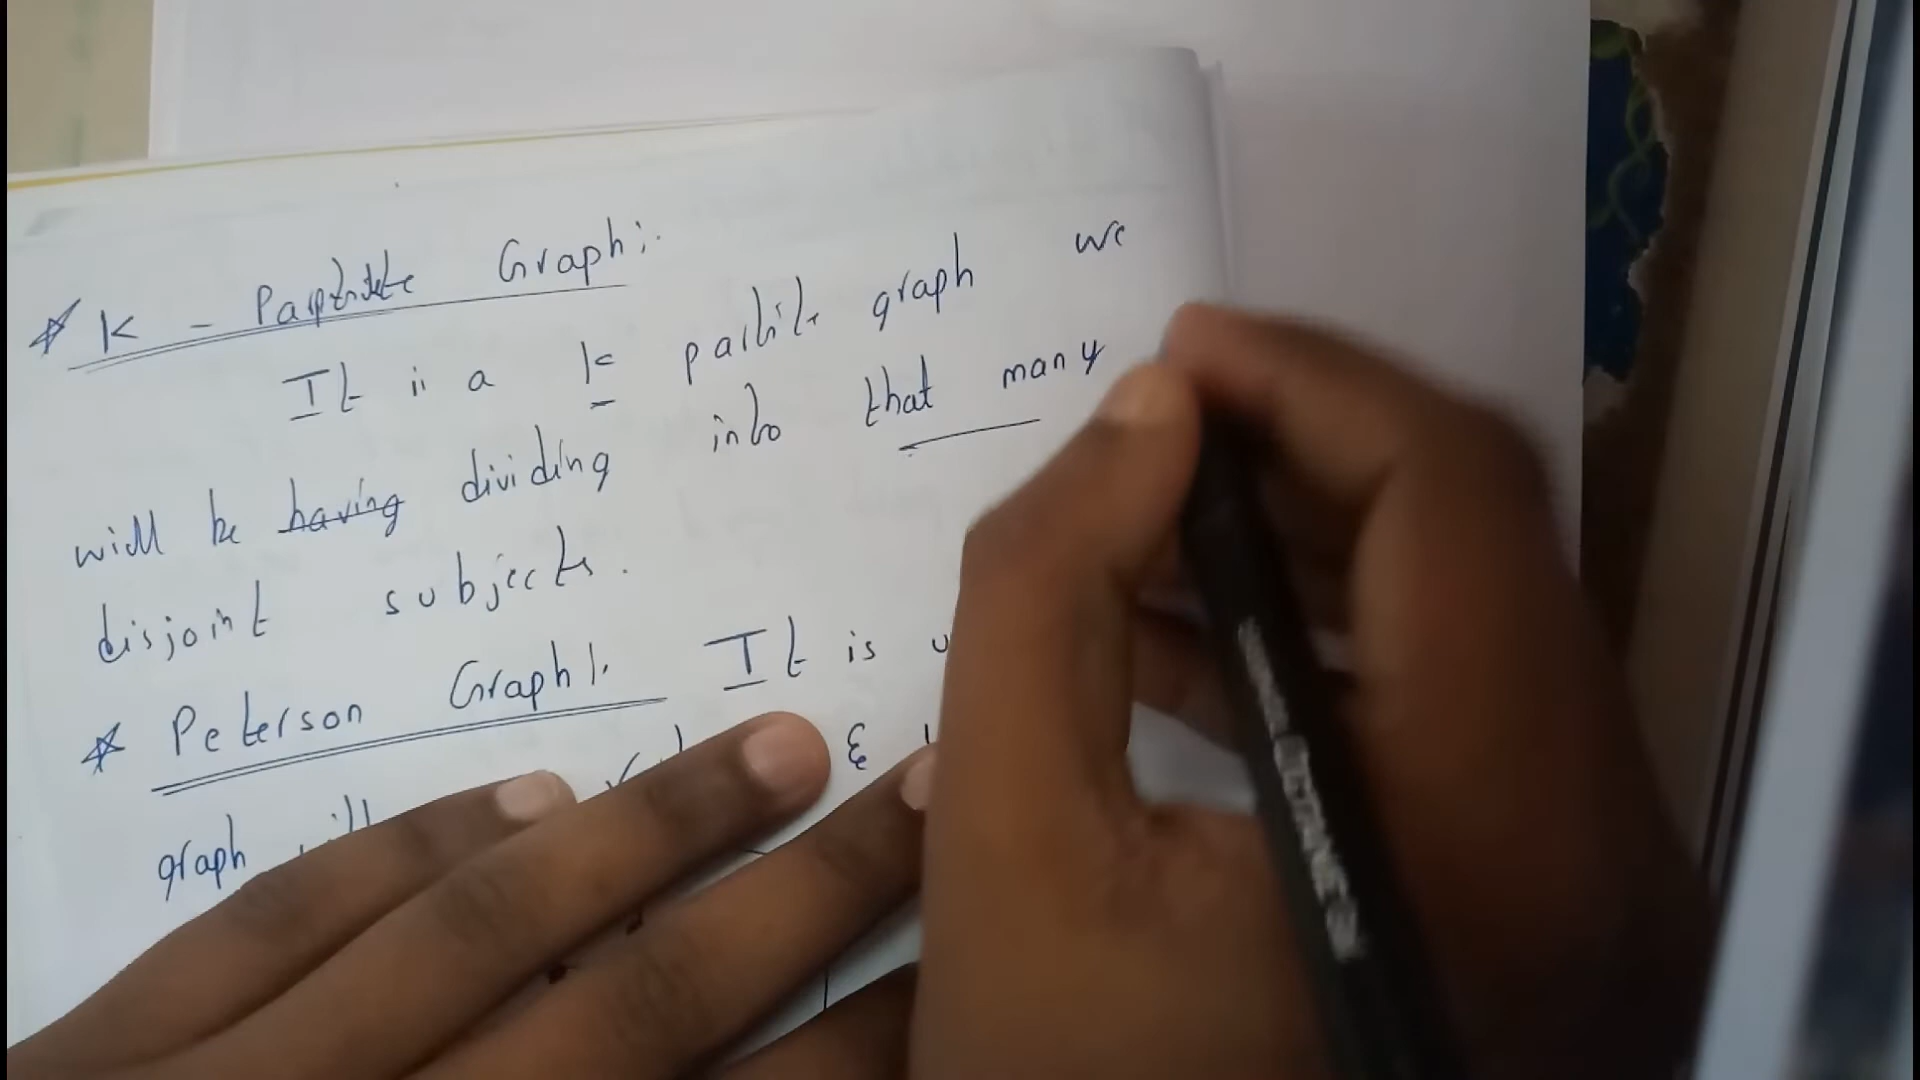 K - Partite Graph:
It is a K partite graph we
will be having dividing into that many
disjoint subjects.
* Peterson Graph: It is
graph &